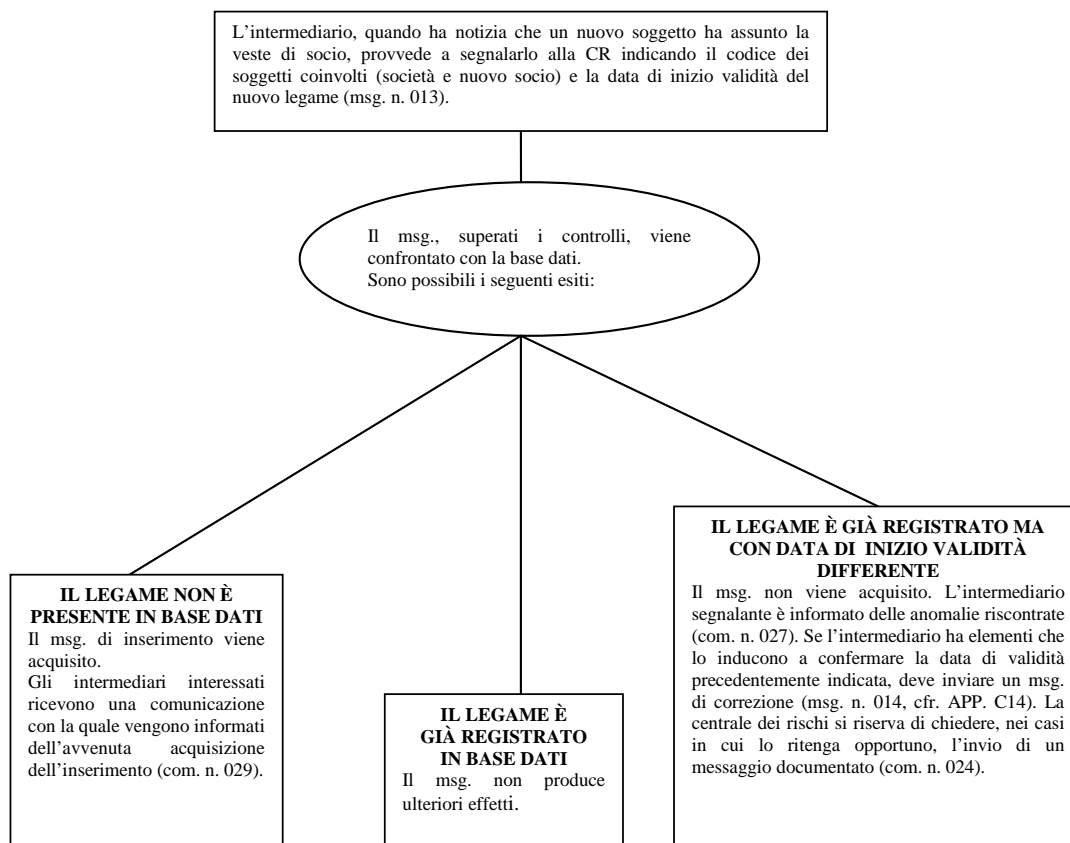 L'intermediario, quando ha notizia che un nuovo soggetto ha assunto la
veste di socio, provvede a segnalarlo alla CR indicando il codice dei
soggetti coinvolti (società e nuovo socio) e la data di inizio validità del
nuovo legame (msg. n. 013).
Il msg., superati i controlli, viene
confrontato con la base dati.
Sono possibili i seguenti esiti:
IL LEGAME NON È
PRESENTE IN BASE DATI
Il msg. di inserimento viene
acquisito.
Gli intermediari interessati
ricevono una comunicazione
con la quale vengono informati
dell'avvenuta acquisizione
dell'inserimento (com. n. 029).
IL LEGAME È
GIÀ REGISTRATO
IN BASE DATI
Il msg. non produce
ulteriori effetti.
IL LEGAME È GIÀ REGISTRATO MA
CON DATA DI INIZIO VALIDITÀ
DIFFERENTE
Il msg. non viene acquisito. L'intermediario
segnalante è informato delle anomalie riscontrate
(com. n. 027). Se l'intermediario ha elementi che
lo inducono a confermare la data di validità
precedentemente indicata, deve inviare un msg.
di correzione (msg. n. 014, cfr. APP. C14). La
centrale dei rischi si riserva di chiedere, nei casi
in cui lo ritenga opportuno, l'invio di un
messaggio documentato (com. n. 024).